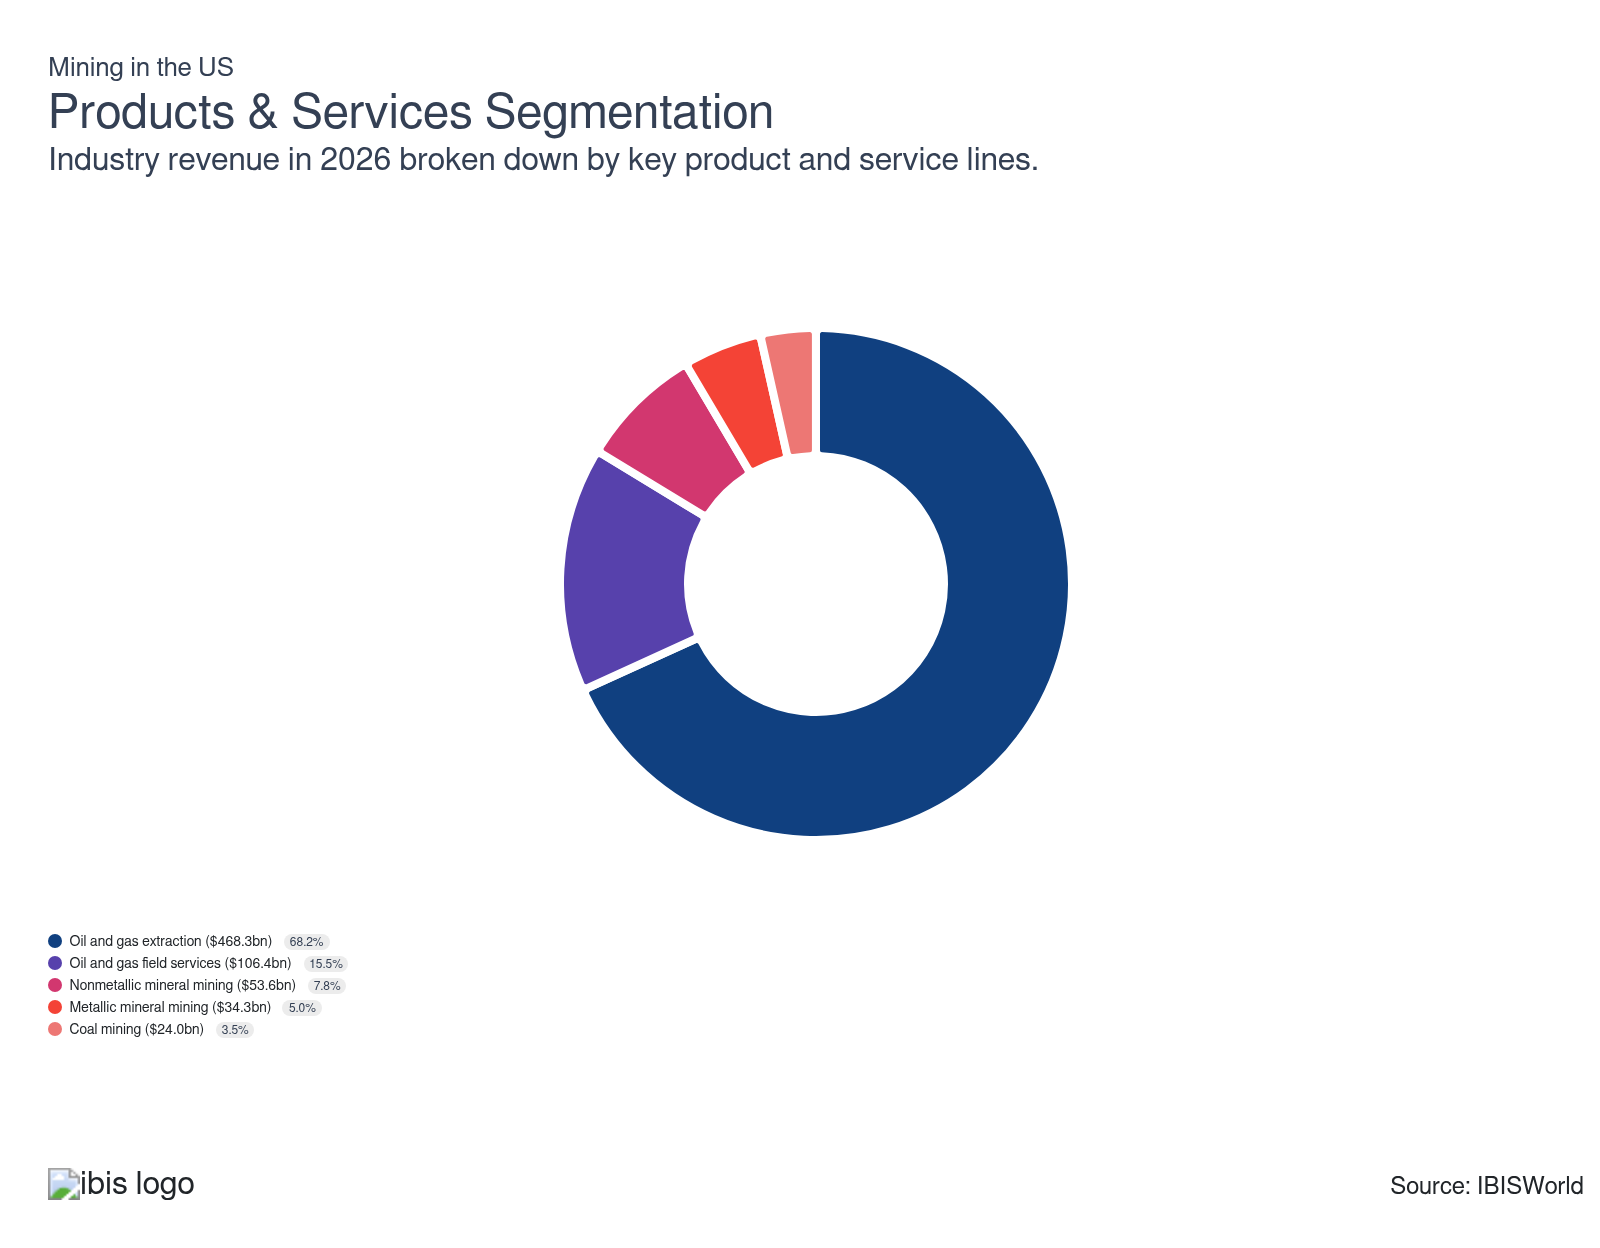 Mining in the US
Products & Services Segmentation
Industry revenue in 2026 broken down by key product and service lines.
Oil and gas extraction ($468.3bn) 68.2%
Oil and gas field services ($106.4bn) 15.5%
Nonmetallic mineral mining ($53.6bn) 7.8%
Metallic mineral mining ($34.3bn) 5.0%
Coal mining ($24.0bn) 3.5%
ibis logo
Source: IBISWorld